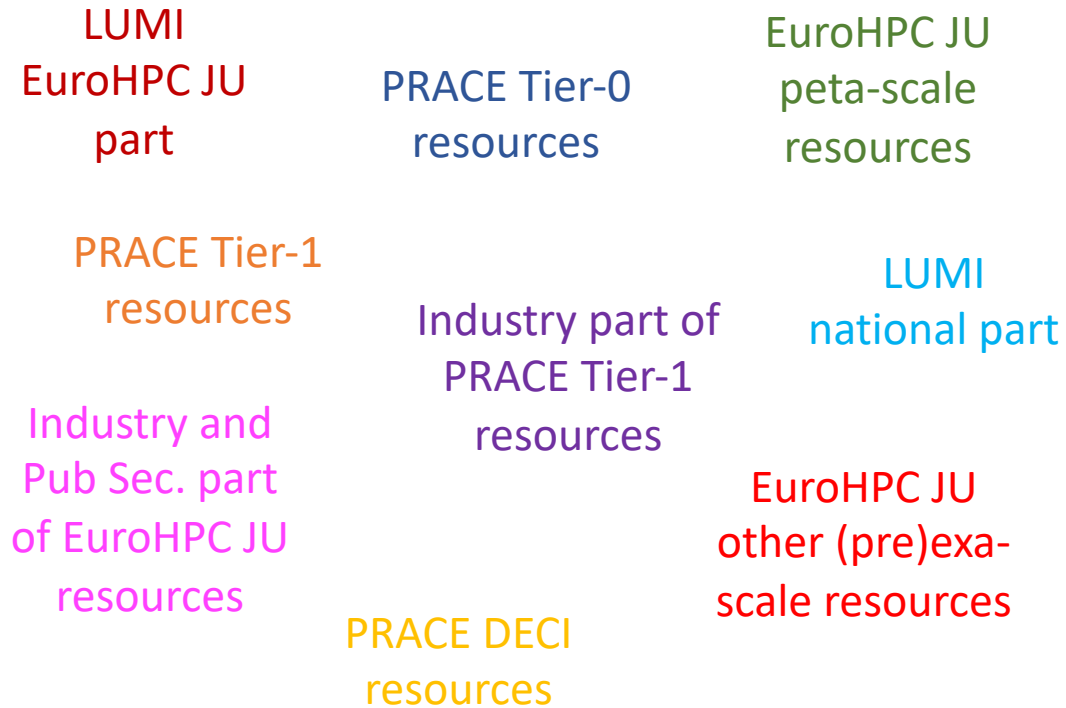 LUMI
EuroHPC JU
part
PRACE Tier-0
resources
EuroHPC JU
peta-scale
resources
PRACE Tier-1
resources
Industry part of
PRACE Tier-1
resources
LUMI
national part
Industry and
Pub Sec. part
of EuroHPC JU
resources
EuroHPC JU
other (pre)exa-
scale resources
PRACE DECI
resources